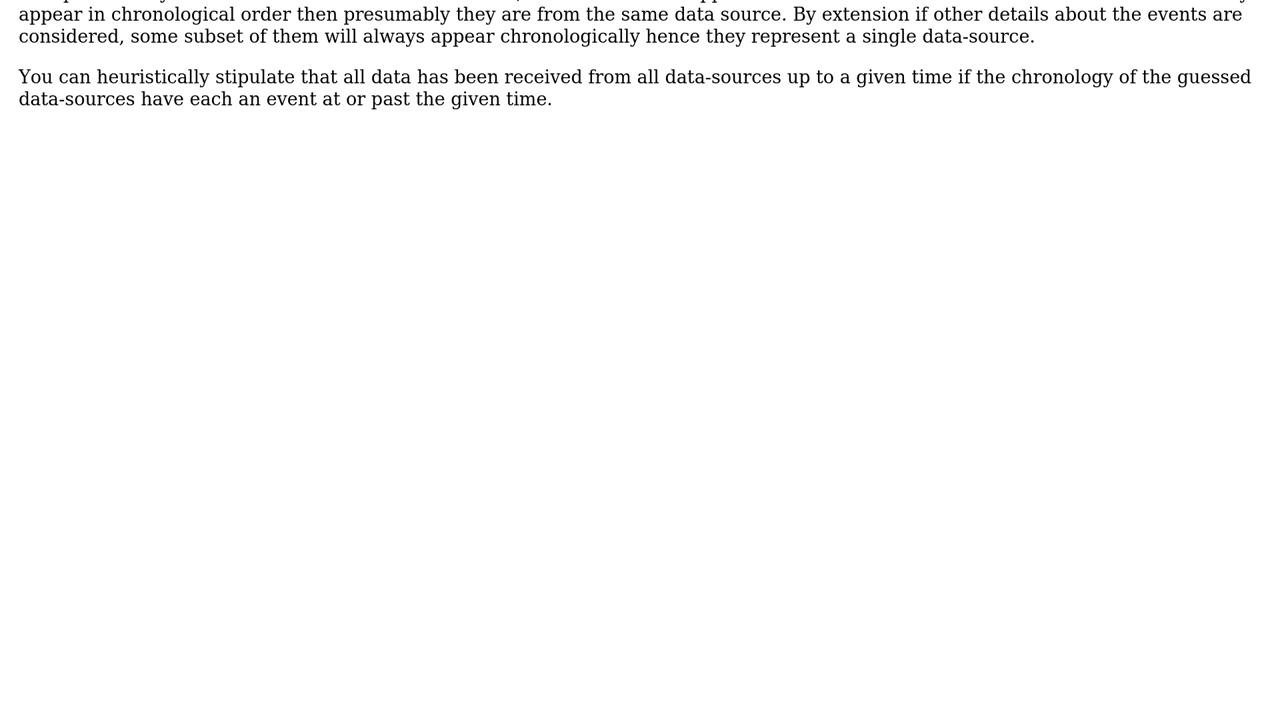 appear in chronological order then presumably they are from the same data source. By extension if other details about the events are
considered, some subset of them will always appear chronologically hence they represent a single data-source.
You can heuristically stipulate that all data has been received from all data-sources up to a given time if the chronology of the guessed
data-sources have each an event at or past the given time.